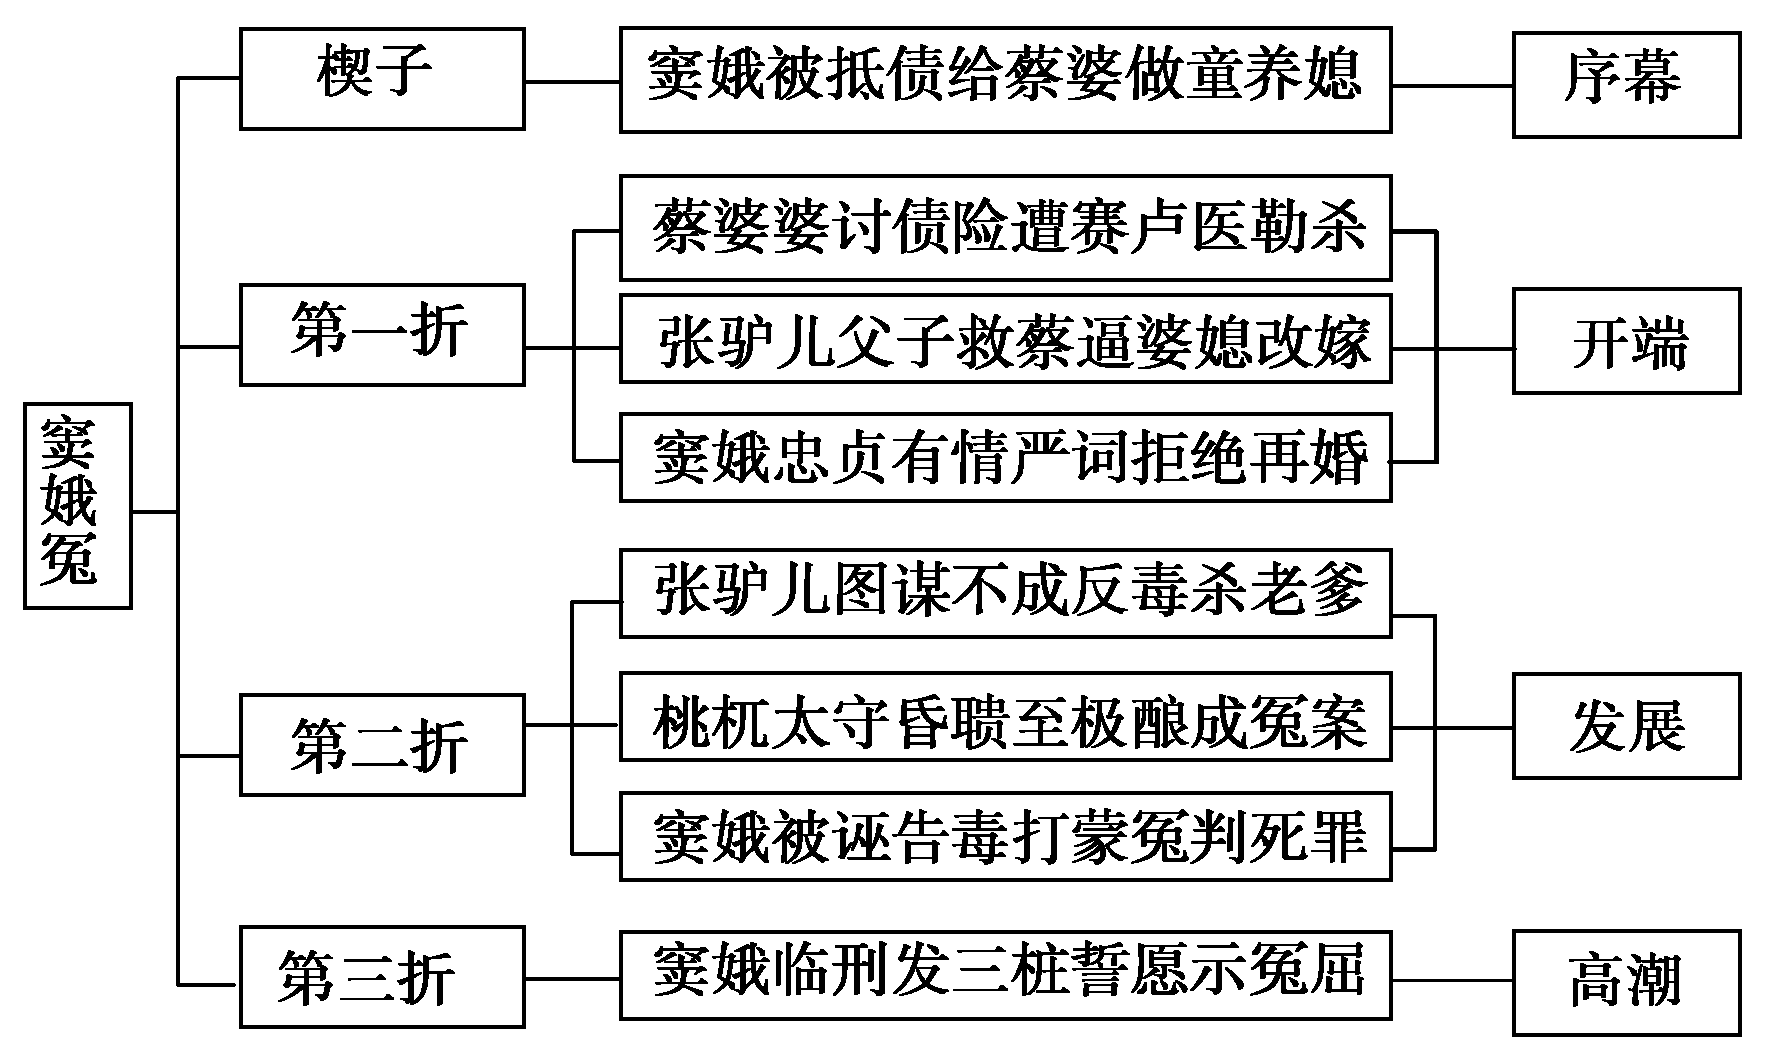 窦娥冤
楔子
窦娥被抵债给蔡婆做童养媳
序幕
第一折
蔡婆婆讨债险遭赛卢医勒杀
张驴儿父子救蔡逼婆媳改嫁
窦娥忠贞有情严词拒绝再婚
开端
第二折
张驴儿图谋不成反毒杀老爹
桃杌太守昏聩至极酿成冤案
窦娥被诬告毒打蒙冤判死罪
发展
第三折
窦娥临刑发三桩誓愿示冤屈
高潮